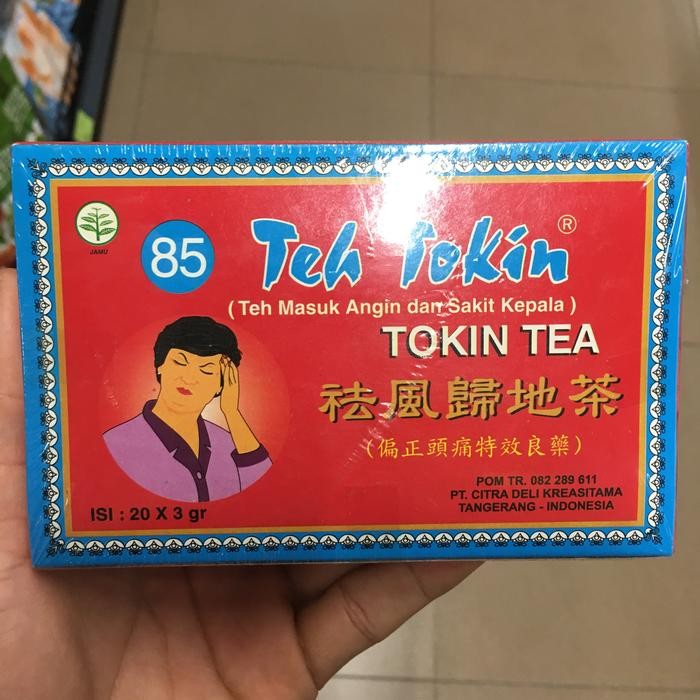 JAMU
85
Teh Tokin ®
( Teh Masuk Angin dan Sakit Kepala )
TOKIN TEA
祛風歸地茶
（偏正頭痛特效良藥）
ISI : 20 X 3 gr
POM TR. 082 289 611
PT. CITRA DELI KREASITAMA
TANGERANG - INDONESIA